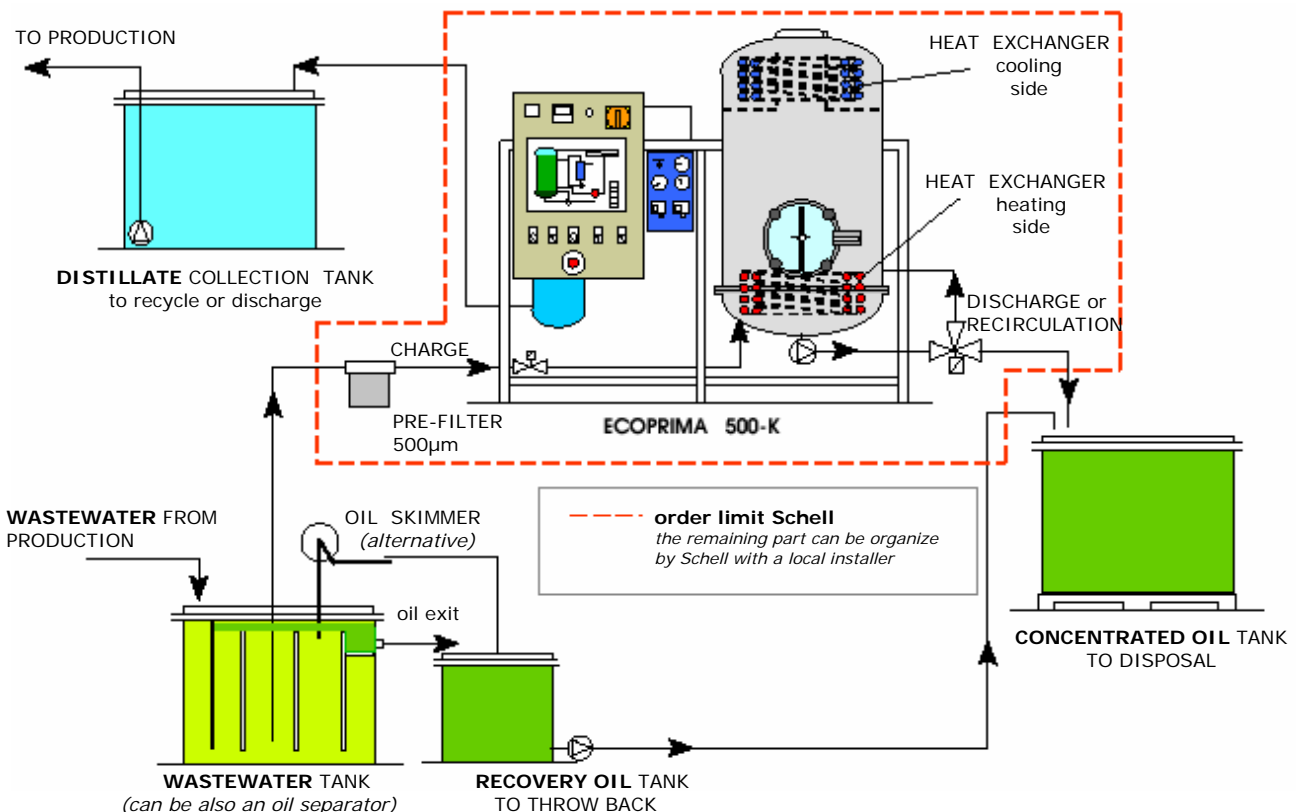 TO PRODUCTION
HEAT EXCHANGER
cooling
side
HEAT EXCHANGER
heating
side
DISTILLATE COLLECTION TANK
to recycle or discharge
DISCHARGE or
RECIRCULATION
CHARGE
PRE-FILTER
500µm
ECOPRIMA 500-K
WASTEWATER FROM
PRODUCTION
OIL SKIMMER
(alternative)
order limit Schell
the remaining part can be organize
by Schell with a local installer
oil exit
CONCENTRATED OIL TANK
TO DISPOSAL
WASTEWATER TANK
(can be also an oil separator)
RECOVERY OIL TANK
TO THROW BACK